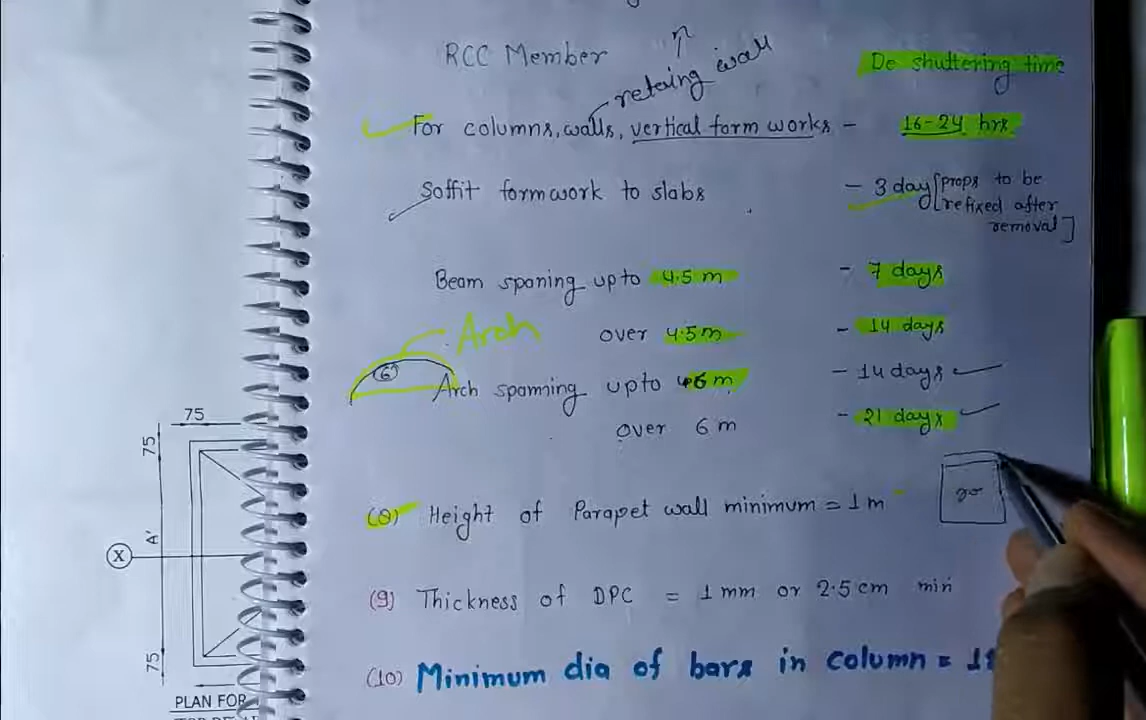 RCC Member
retering wall
De shuttering time
For columns, walls, vertical form works - 16-24 hrs
Soffit formwork to slabs - 3 day [props to be refixed after removal]
Beam spaning upto 4.5 m - 7 days
Arch
over 4.5m - 14 days
6
Arch spanning upto 6 m - 14 days
over 6 m - 21 days
(8) Height of Parapet wall minimum = 1 m
(9) Thickness of DPC = 1 mm or 2.5 cm min
(10) Minimum dia of bars in column =
75
75
A'
X
75
PLAN FOR